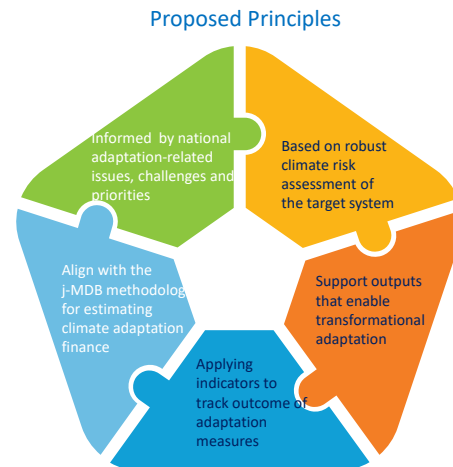 Proposed Principles
Informed by national
adaptation-related
issues, challenges and
priorities
Based on robust
climate risk
assessment of
the target system
Align with the
j-MDB methodolog
for estimating
climate adaptation
finance
Support outputs
that enable
transformational
adaptation
Applying
indicators to
track outcome of
adaptation
measures